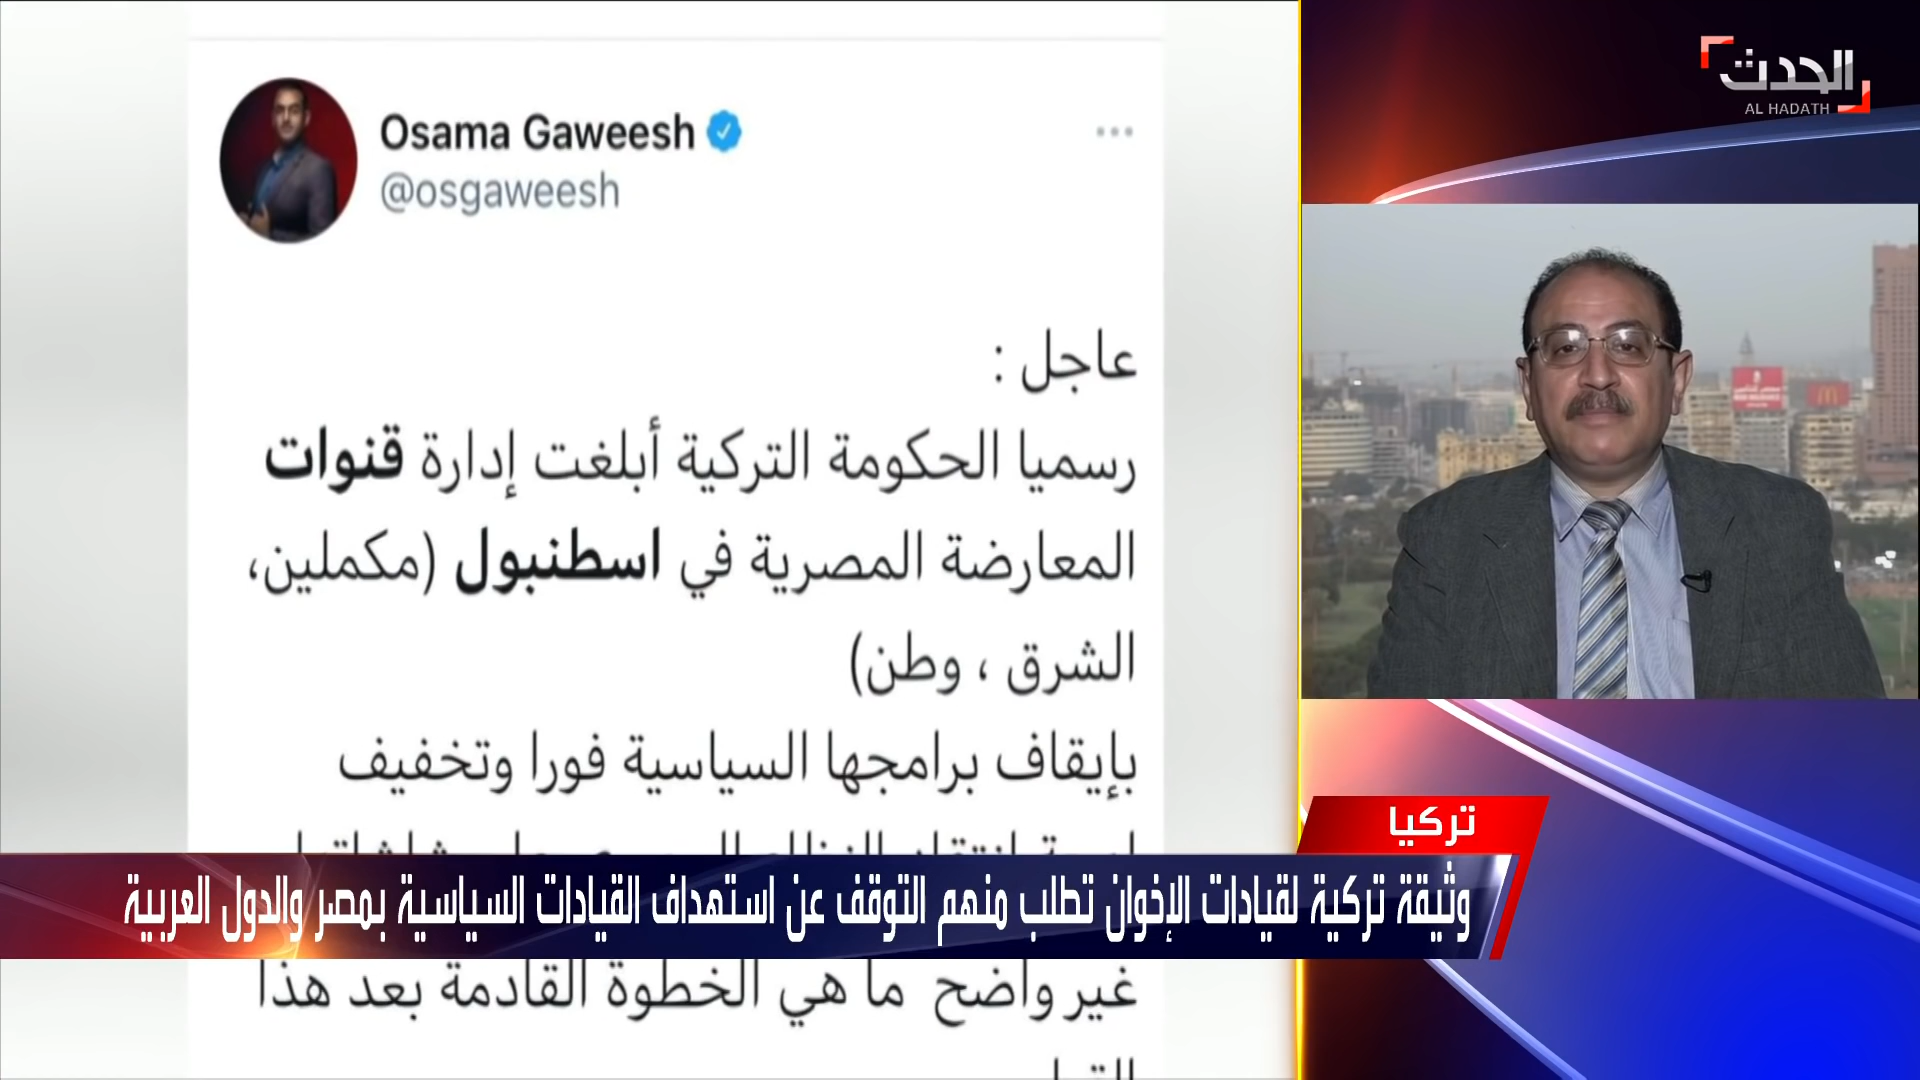 Osama Gaweesh
@osgaweesh
عاجل :
رسميا الحكومة التركية أبلغت إدارة قنوات
المعارضة المصرية في اسطنبول (مكملين،
الشرق ، وطن)
بإيقاف برامجها السياسية فورا وتخفيف
غير واضح ما هي الخطوة القادمة بعد هذا
الحدث
AL HADATH
تركيا
وثيقة تركية لقيادات الإخوان تطلب منهم التوقف عن استهداف القيادات السياسية بمصر والدول العربية